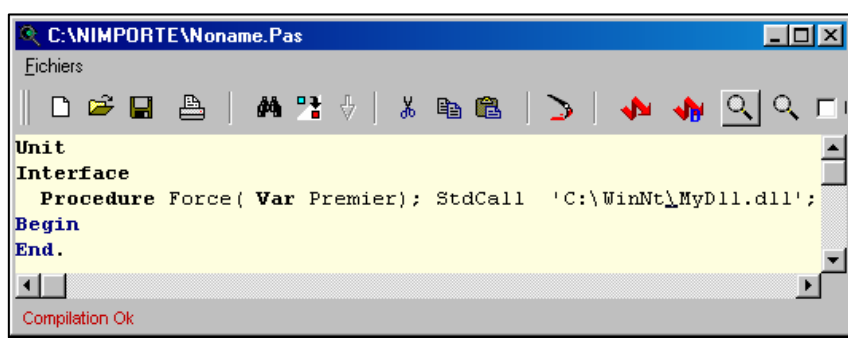 C:\NIMPORTE\Noname.Pas
Fichiers
Unit
Interface
  Procedure Force( Var Premier); StdCall  'C:\WinNt\MyDll.dll';
Begin
End.
Compilation Ok